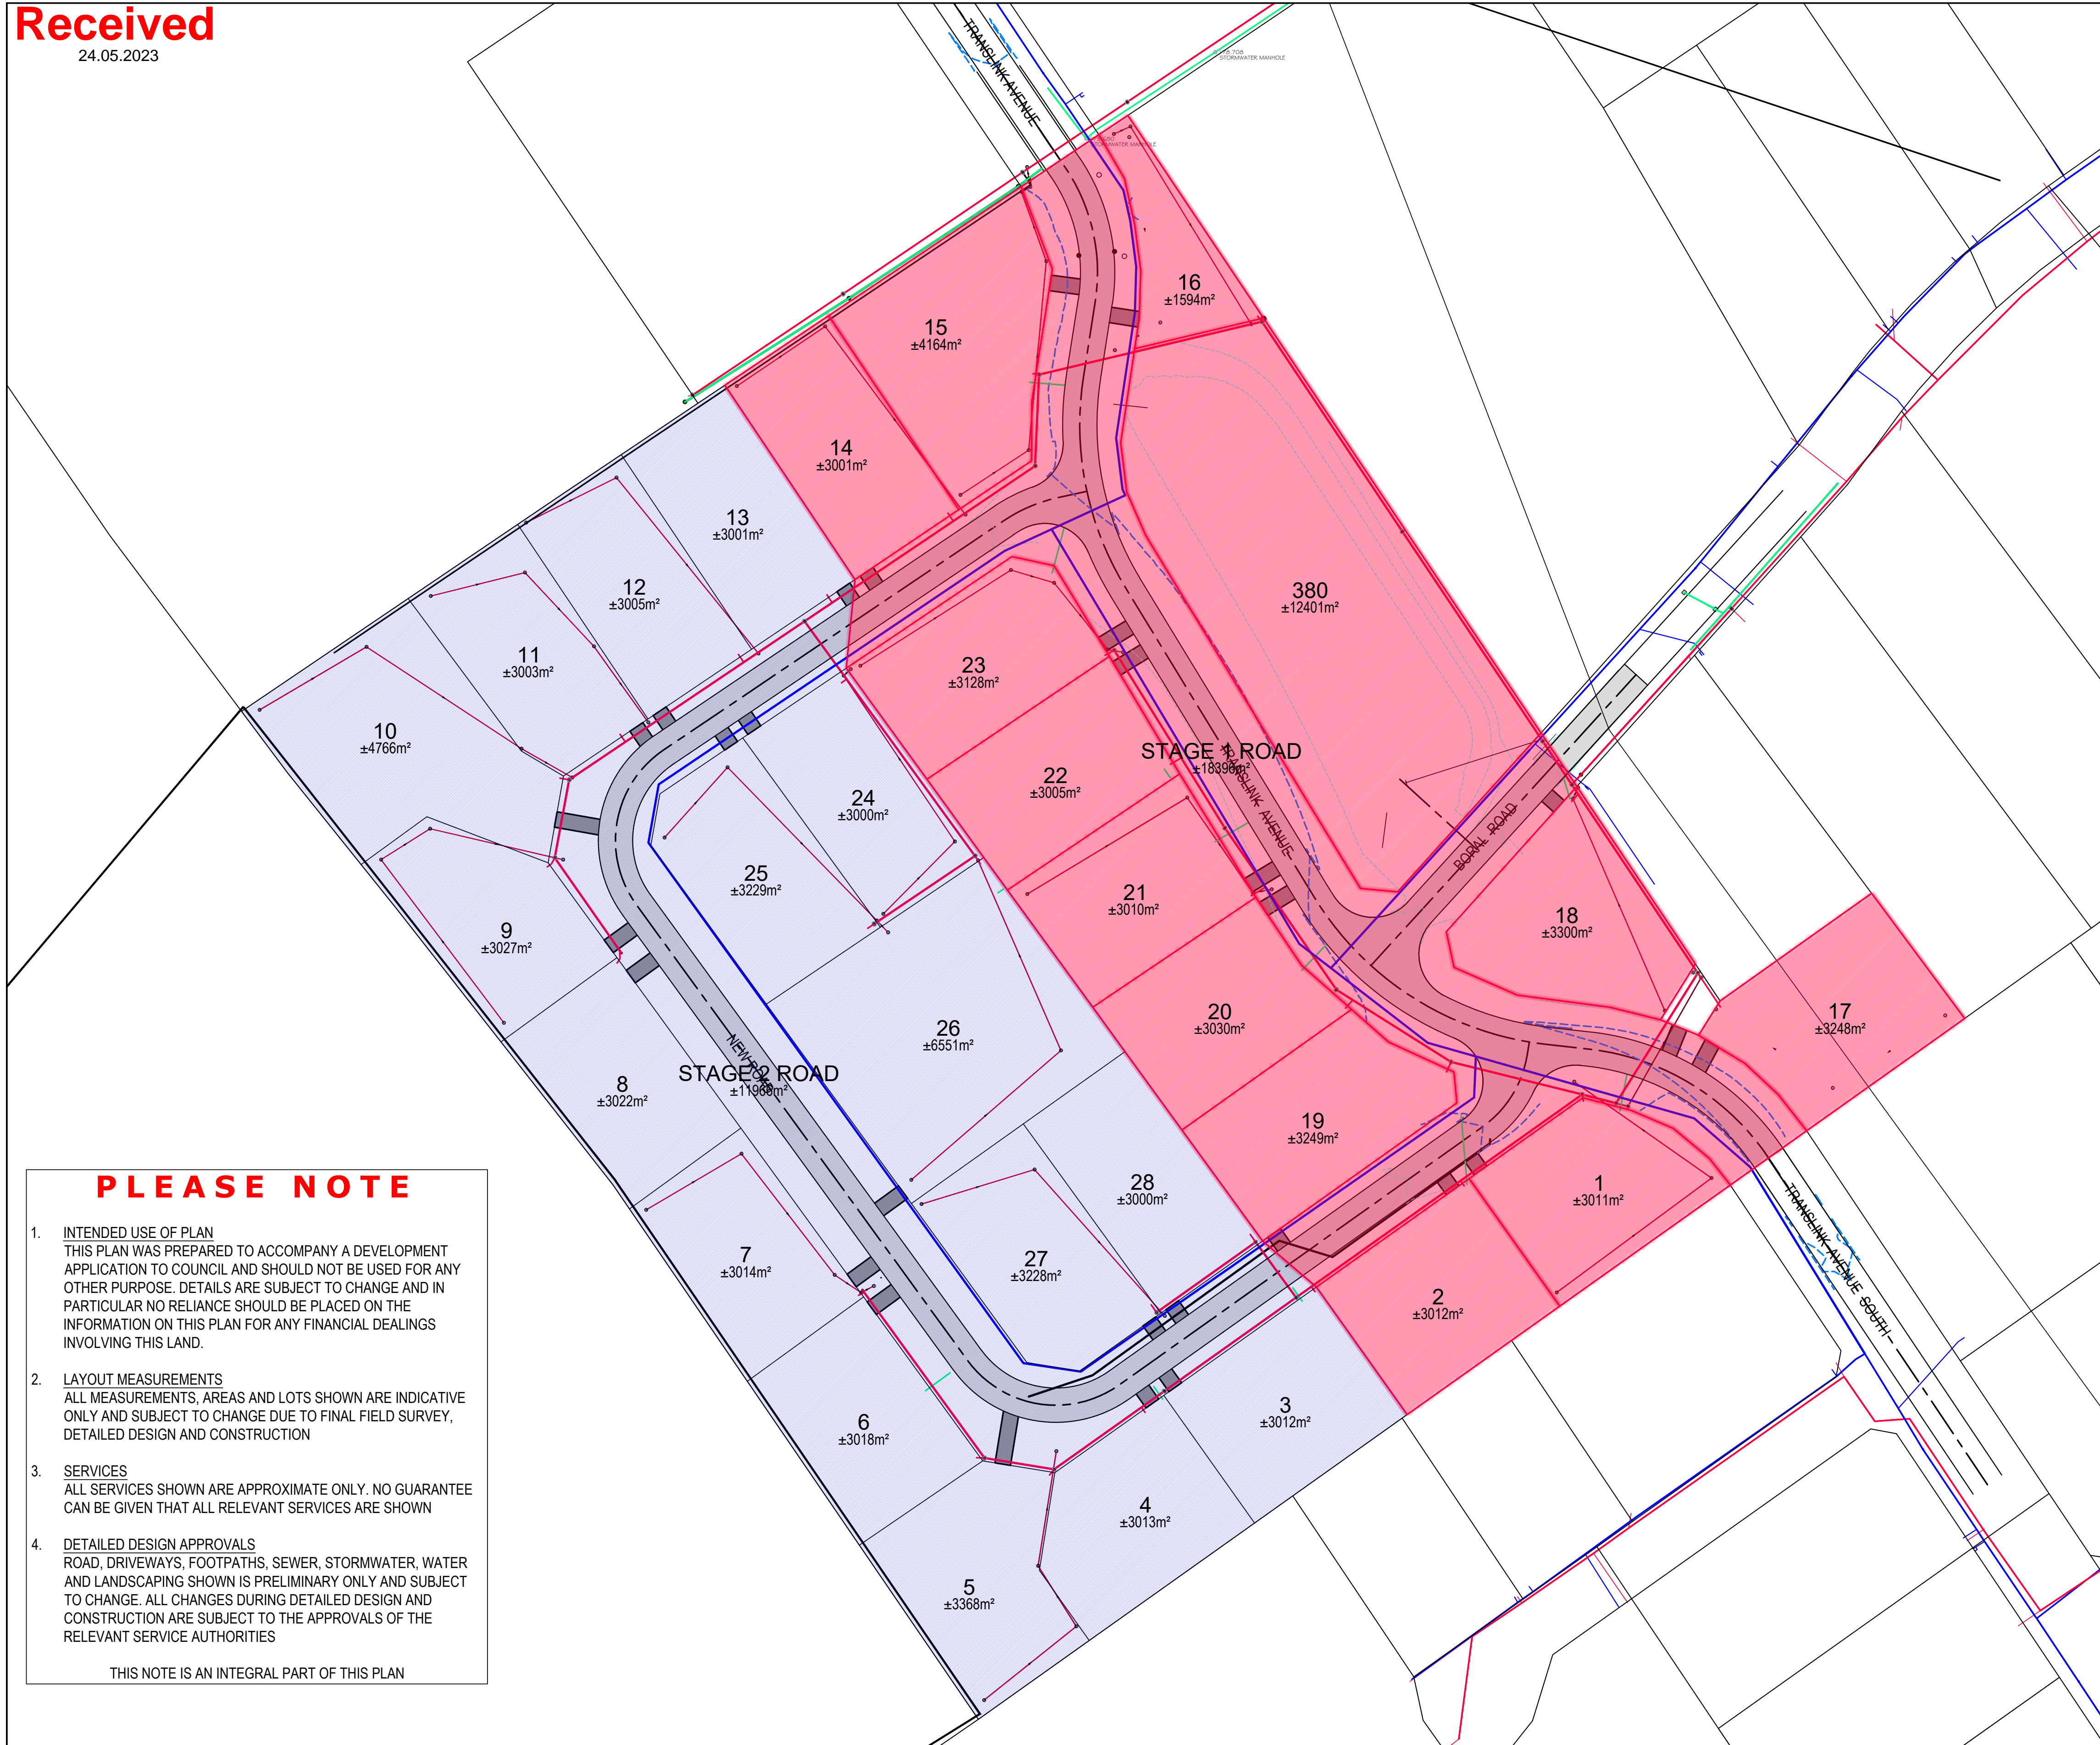 Received
24.05.2023
TRANSLINK AVENUE
STORMWATER MANHOLE
STORMWATER MANHOLE
16
±1594m²
15
±4164m²
14
±3001m²
13
±3001m²
12
±3005m²
11
±3003m²
10
±4766m²
380
±12401m²
23
±3128m²
22
±3005m²
STAGE 1 ROAD
±18396m²
TRANSLINK AVENUE
BORAL ROAD
24
±3000m²
25
±3229m²
21
±3010m²
18
±3300m²
9
±3027m²
26
±6551m²
20
±3030m²
17
±3248m²
NEW ROAD
STAGE 2 ROAD
8
±3022m²
19
±3249m²
28
±3000m²
1
±3011m²
TRANSLINK AVENUE SOUTH
7
±3014m²
27
±3228m²
2
±3012m²
6
±3018m²
3
±3012m²
4
±3013m²
5
±3368m²
PLEASE NOTE
1. INTENDED USE OF PLAN
THIS PLAN WAS PREPARED TO ACCOMPANY A DEVELOPMENT
APPLICATION TO COUNCIL AND SHOULD NOT BE USED FOR ANY
OTHER PURPOSE. DETAILS ARE SUBJECT TO CHANGE AND IN
PARTICULAR NO RELIANCE SHOULD BE PLACED ON THE
INFORMATION ON THIS PLAN FOR ANY FINANCIAL DEALINGS
INVOLVING THIS LAND.
2. LAYOUT MEASUREMENTS
ALL MEASUREMENTS, AREAS AND LOTS SHOWN ARE INDICATIVE
ONLY AND SUBJECT TO CHANGE DUE TO FINAL FIELD SURVEY,
DETAILED DESIGN AND CONSTRUCTION
3. SERVICES
ALL SERVICES SHOWN ARE APPROXIMATE ONLY. NO GUARANTEE
CAN BE GIVEN THAT ALL RELEVANT SERVICES ARE SHOWN
4. DETAILED DESIGN APPROVALS
ROAD, DRIVEWAYS, FOOTPATHS, SEWER, STORMWATER, WATER
AND LANDSCAPING SHOWN IS PRELIMINARY ONLY AND SUBJECT
TO CHANGE. ALL CHANGES DURING DETAILED DESIGN AND
CONSTRUCTION ARE SUBJECT TO THE APPROVALS OF THE
RELEVANT SERVICE AUTHORITIES
THIS NOTE IS AN INTEGRAL PART OF THIS PLAN